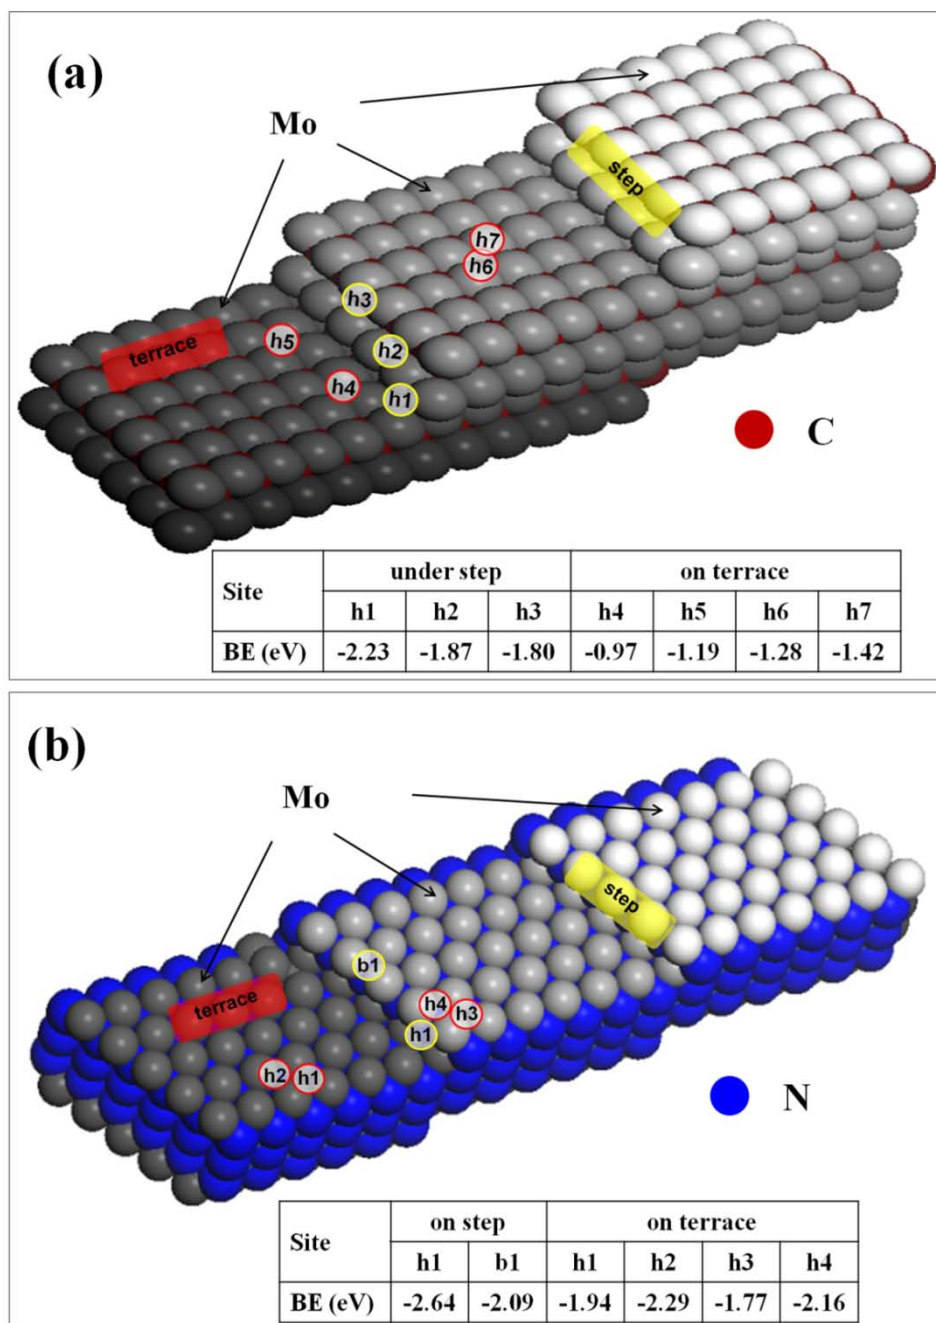 (a)
Mo
step
h7
h6
h3
h5
terrace
h2
h4
h1
C
Site under step on terrace
h1 h2 h3 h4 h5 h6 h7
BE (eV) -2.23 -1.87 -1.80 -0.97 -1.19 -1.28 -1.42
(b)
Mo
step
b1
terrace
h4
h3
h1
h2 h1
N
Site on step on terrace
h1 b1 h1 h2 h3 h4
BE (eV) -2.64 -2.09 -1.94 -2.29 -1.77 -2.16